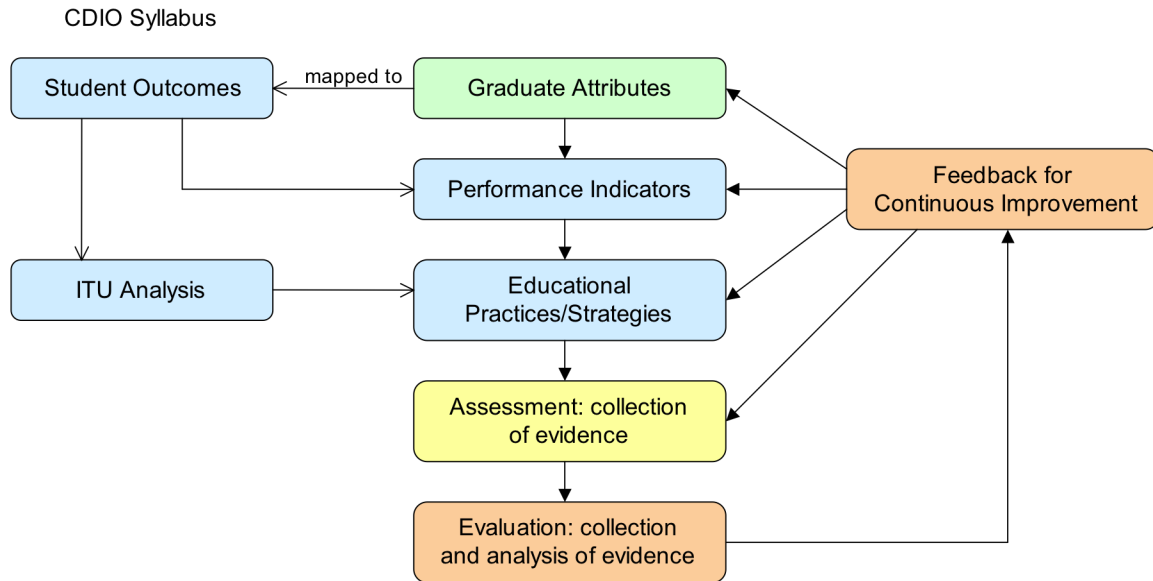 CDIO Syllabus
Student Outcomes
mapped to
Graduate Attributes
Performance Indicators
Feedback for
Continuous Improvement
ITU Analysis
Educational
Practices/Strategies
Assessment: collection
of evidence
Evaluation: collection
and analysis of evidence